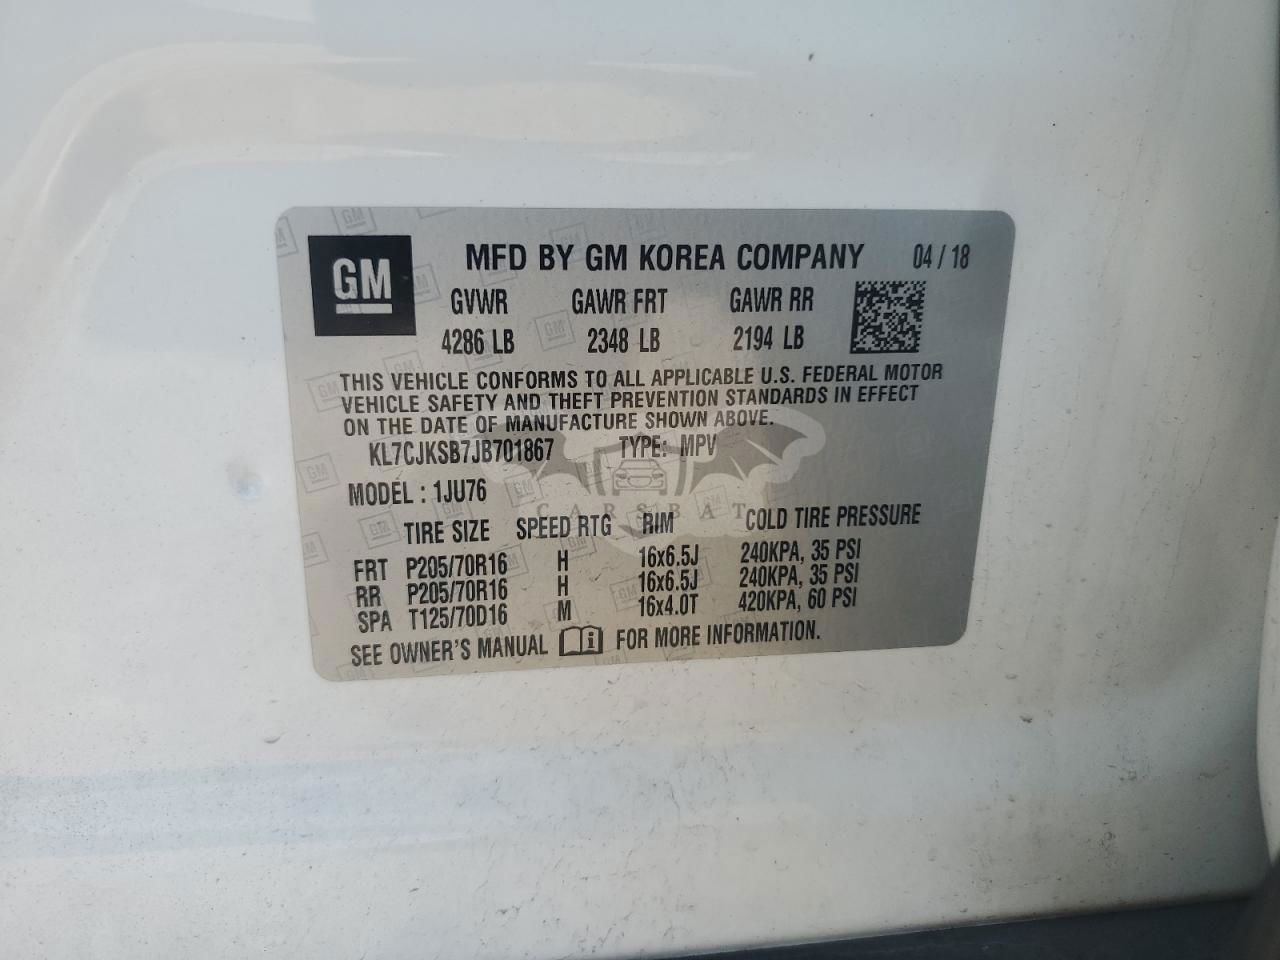 GM
MFD BY GM KOREA COMPANY 04 / 18
GVWR GAWR FRT GAWR RR
4286 LB 2348 LB 2194 LB
THIS VEHICLE CONFORMS TO ALL APPLICABLE U.S. FEDERAL MOTOR
VEHICLE SAFETY AND THEFT PREVENTION STANDARDS IN EFFECT
ON THE DATE OF MANUFACTURE SHOWN ABOVE.
KL7CJKSB7JB701867 TYPE: MPV
MODEL : 1JU76
CARSBAT
TIRE SIZE SPEED RTG RIM COLD TIRE PRESSURE
FRT P205/70R16 H 16x6.5J 240KPA, 35 PSI
RR P205/70R16 H 16x6.5J 240KPA, 35 PSI
SPA T125/70D16 M 16x4.0T 420KPA, 60 PSI
SEE OWNER'S MANUAL i FOR MORE INFORMATION.